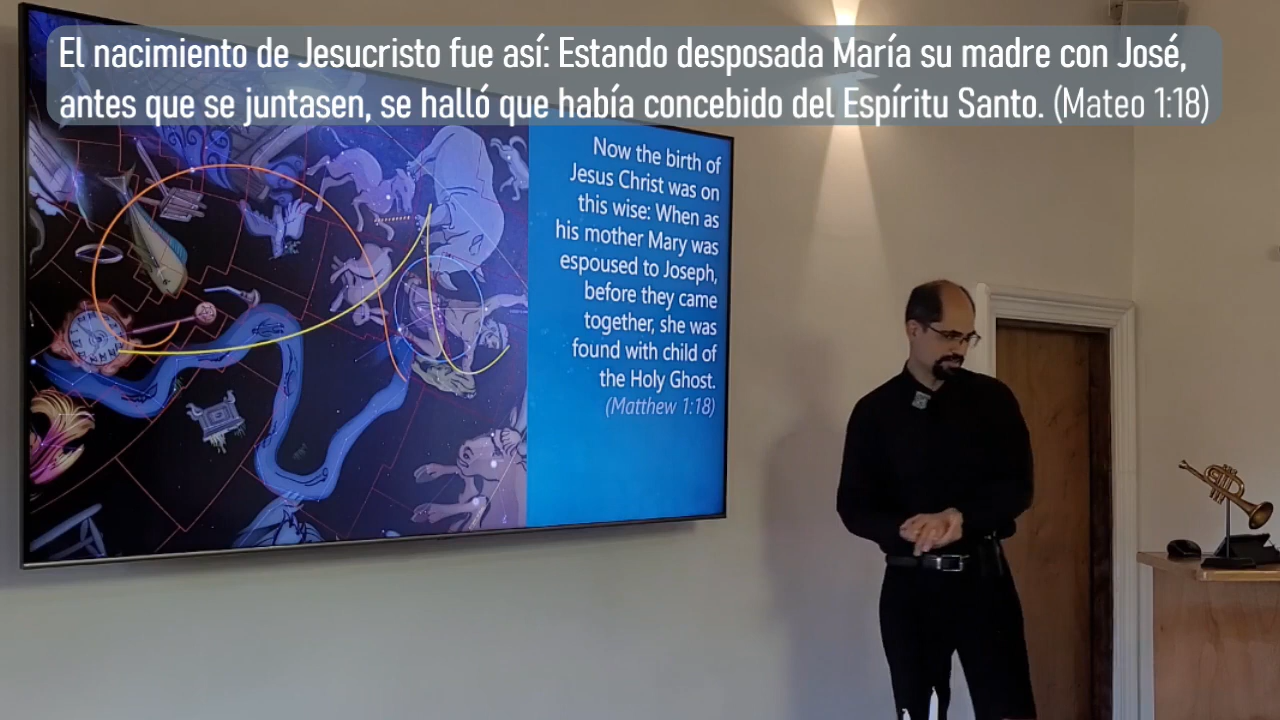 El nacimiento de Jesucristo fue así: Estando desposada María su madre con José,
antes que se juntasen, se halló que había concebido del Espíritu Santo. (Mateo 1:18)
Now the birth of
Jesus Christ was on
this wise: When as
his mother Mary was
espoused to Joseph,
before they came
together, she was
found with child of
the Holy Ghost.
(Matthew 1:18)